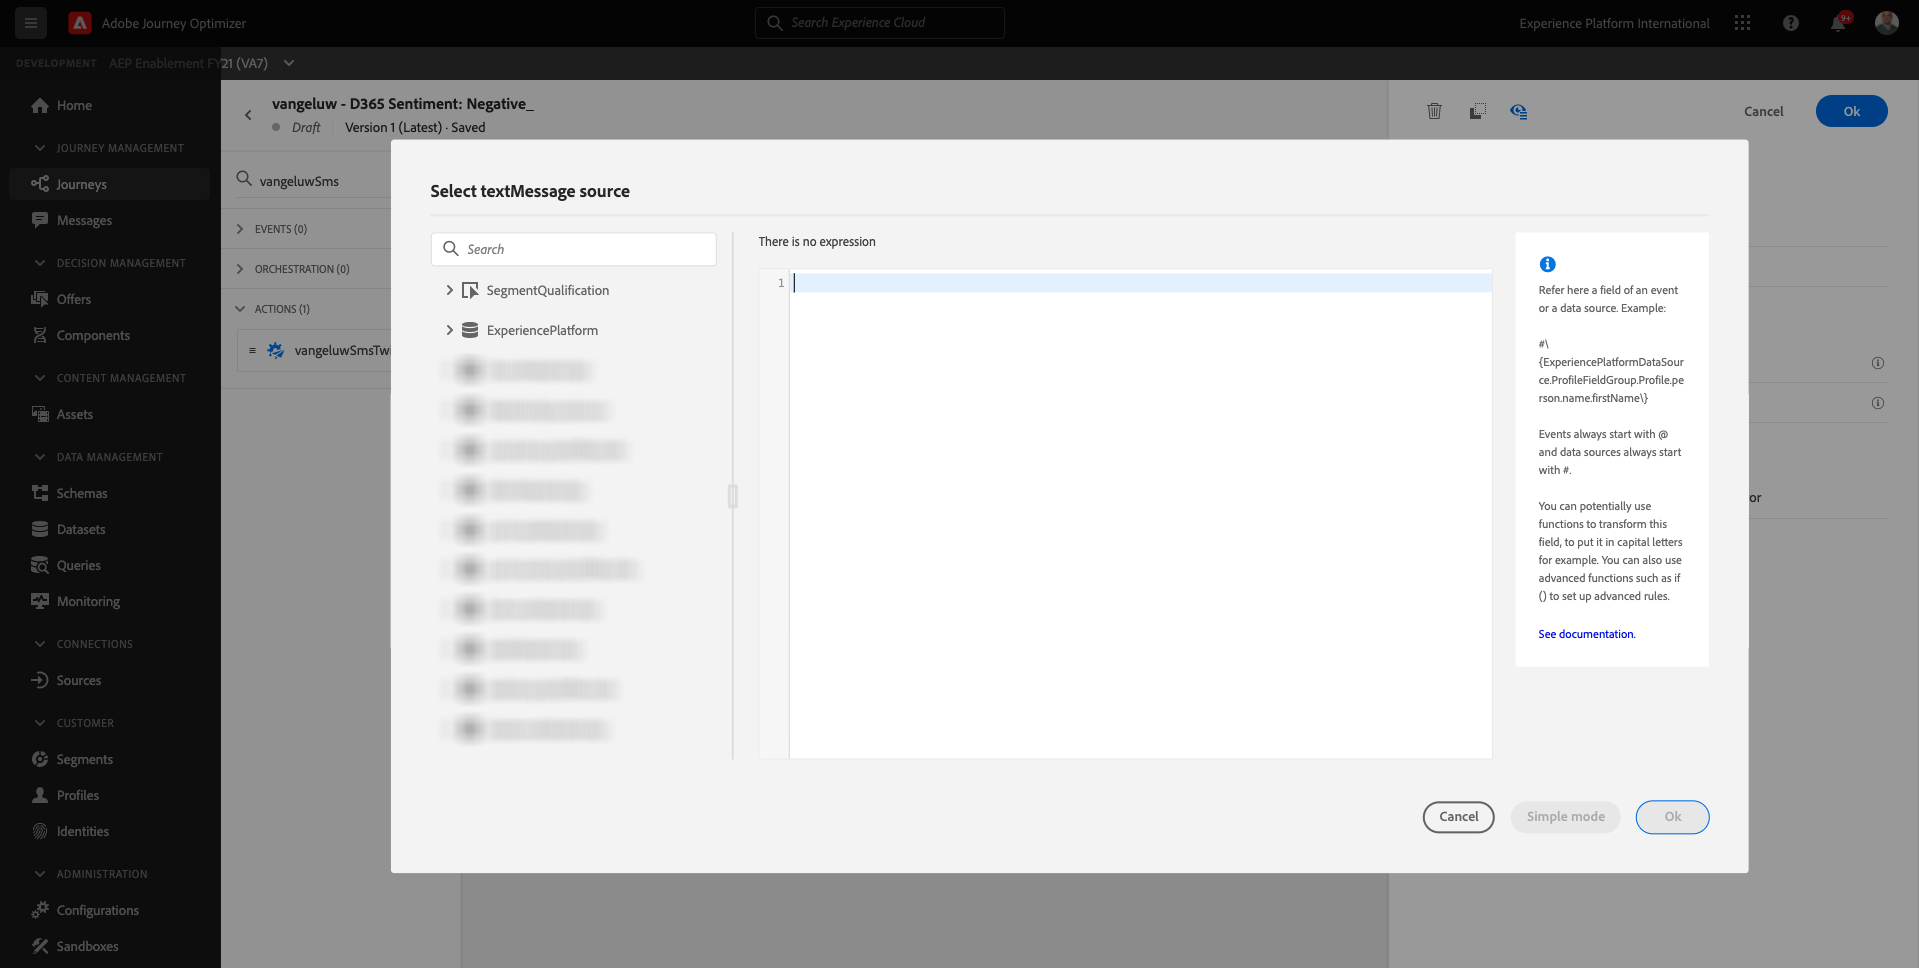 Adobe Journey Optimizer
Search Experience Cloud
Experience Platform International
9+
DEVELOPMENT AEP Enablement FY21 (VA7)
Home
JOURNEY MANAGEMENT
Journeys
Messages
DECISION MANAGEMENT
Offers
Components
CONTENT MANAGEMENT
Assets
DATA MANAGEMENT
Schemas
Datasets
Queries
Monitoring
CONNECTIONS
Sources
CUSTOMER
Segments
Profiles
Identities
ADMINISTRATION
Configurations
Sandboxes
vangeluw - D365 Sentiment: Negative_
Draft
Version 1 (Latest) · Saved
Cancel
Ok
vangeluwSms
EVENTS (0)
ORCHESTRATION (0)
ACTIONS (1)
vangeluwSmsTwi
Select textMessage source
Search
SegmentQualification
ExperiencePlatform
There is no expression
1
Refer here a field of an event
or a data source. Example:
#\
{ExperiencePlatformDataSour
ce.ProfileFieldGroup.Profile.pe
rson.name.firstName\}
Events always start with @
and data sources always start
with #.
You can potentially use
functions to transform this
field, to put it in capital letters
for example. You can also use
advanced functions such as if
() to set up advanced rules.
See documentation.
or
Cancel
Simple mode
Ok